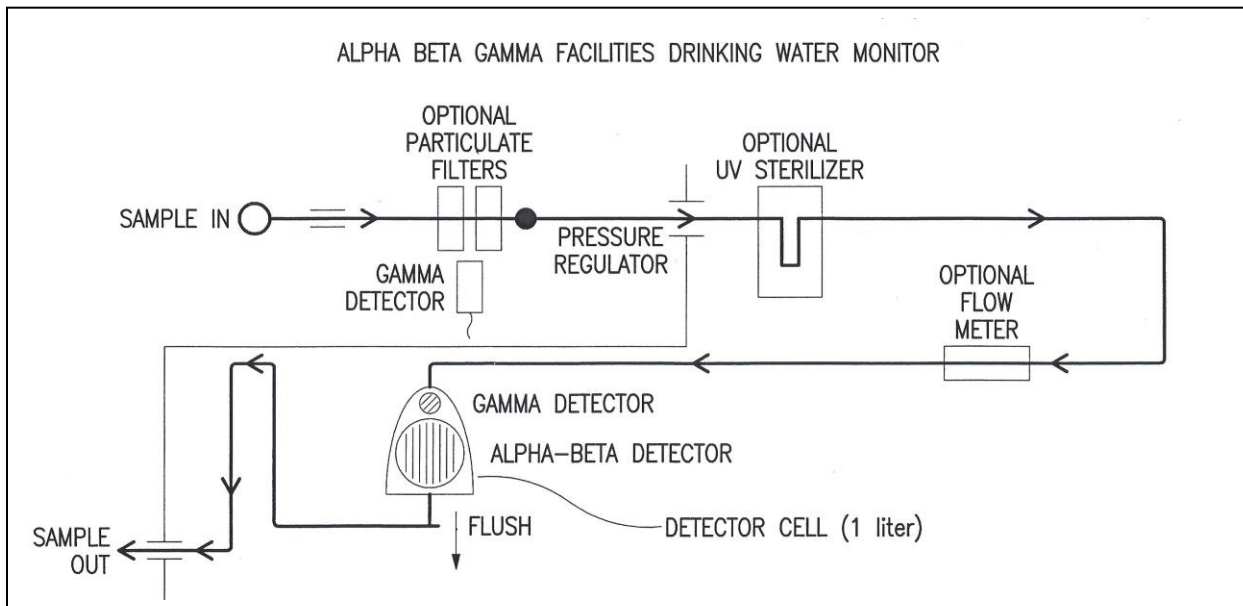 ALPHA BETA GAMMA FACILITIES DRINKING WATER MONITOR
OPTIONAL
PARTICULATE
FILTERS
OPTIONAL
UV STERILIZER
SAMPLE IN
PRESSURE
REGULATOR
GAMMA
DETECTOR
OPTIONAL
FLOW
METER
GAMMA DETECTOR
ALPHA-BETA DETECTOR
FLUSH
DETECTOR CELL (1 liter)
SAMPLE
OUT